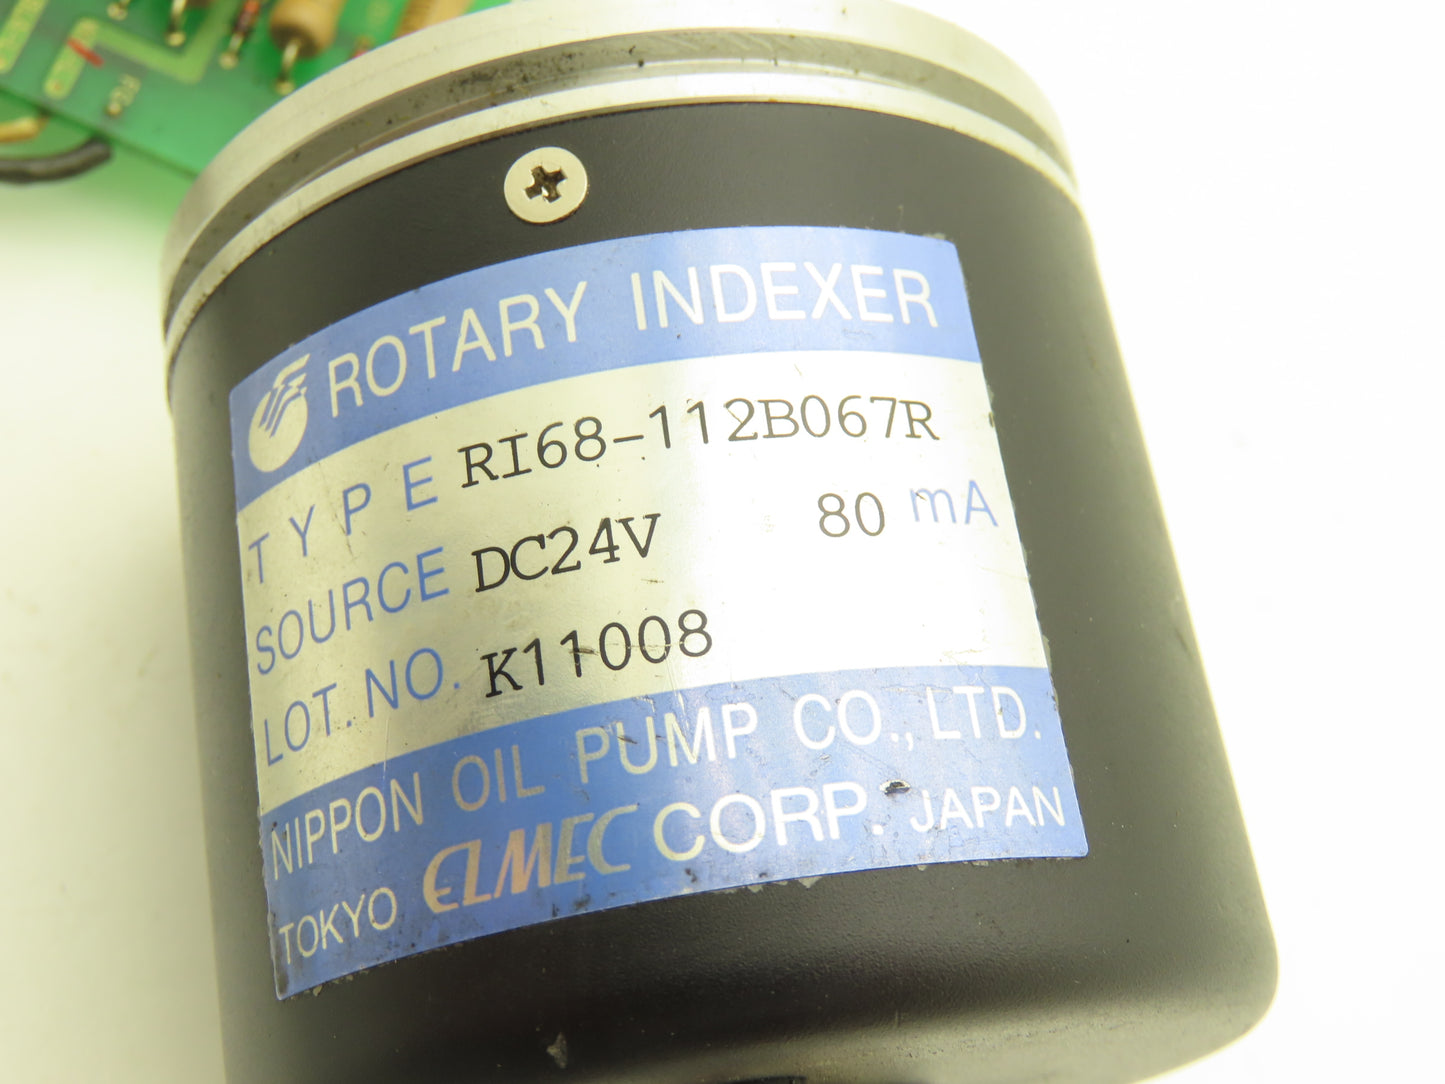 ROTARY INDEXER
TYPE RI68-112B067R
SOURCE DC24V 80 mA
LOT. NO. K11008
NIPPON OIL PUMP CO., LTD.
TOKYO ELMEC CORP. JAPAN